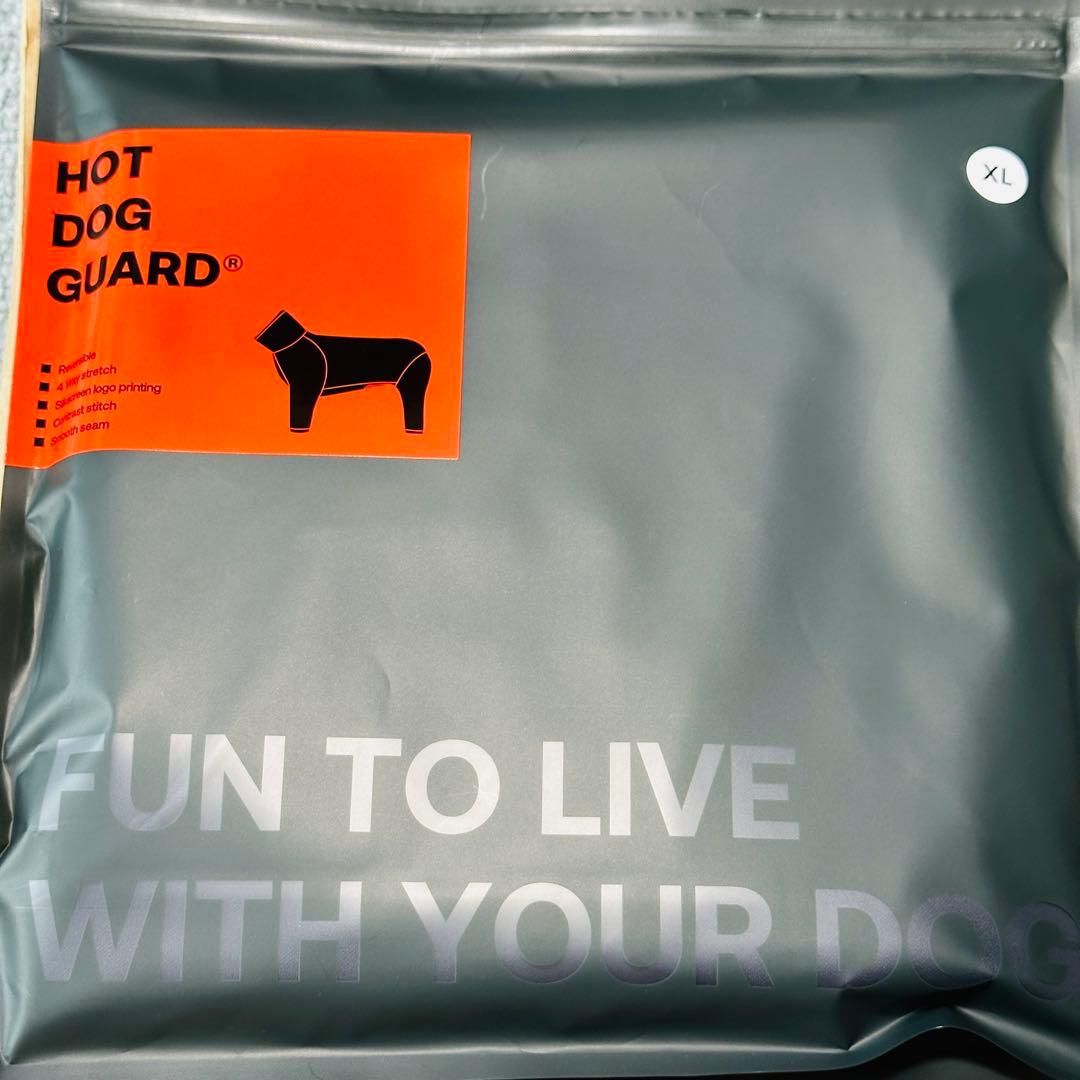 HOT
DOG
GUARD®
XL
Reversible
4 Way stretch
Silkscreen logo printing
Contrast stitch
Smooth seam
FUN TO LIVE
WITH YOUR DOG